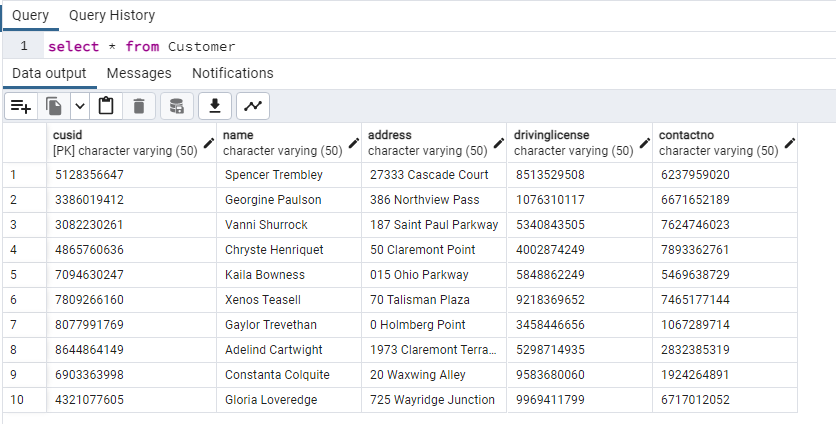 Query Query History
1 select * from Customer
Data output Messages Notifications
cusid name address drivinglicense contactno
[PK] character varying (50) character varying (50) character varying (50) character varying (50) character varying (50)
1 5128356647 Spencer Trembley 27333 Cascade Court 8513529508 6237959020
2 3386019412 Georgine Paulson 386 Northview Pass 1076310117 6671652189
3 3082230261 Vanni Shurrock 187 Saint Paul Parkway 5340843505 7624746023
4 4865760636 Chryste Henriquet 50 Claremont Point 4002874249 7893362761
5 7094630247 Kaila Bowness 015 Ohio Parkway 5848862249 5469638729
6 7809266160 Xenos Teasell 70 Talisman Plaza 9218369652 7465177144
7 8077991769 Gaylor Trevethan 0 Holmberg Point 3458446656 1067289714
8 8644864149 Adelind Cartwight 1973 Claremont Terra... 5298714935 2832385319
9 6903363998 Constanta Colquite 20 Waxwing Alley 9583680060 1924264891
10 4321077605 Gloria Loveredge 725 Wayridge Junction 9969411799 6717012052